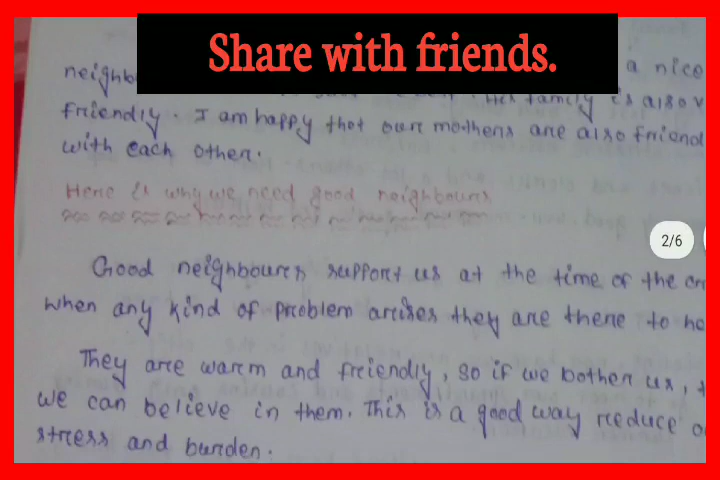 Share with friends.
a nice
family is also v
friendly. I am happy that our mothers are also friend
with each other.
Here is why we need good neighbours
2/6
Good neighbours support us at the time of the
when any kind of problem arises they are there to
They are warm and friendly, so if we bother us,
we can believe in them. This is a good way reduce
stress and burden.